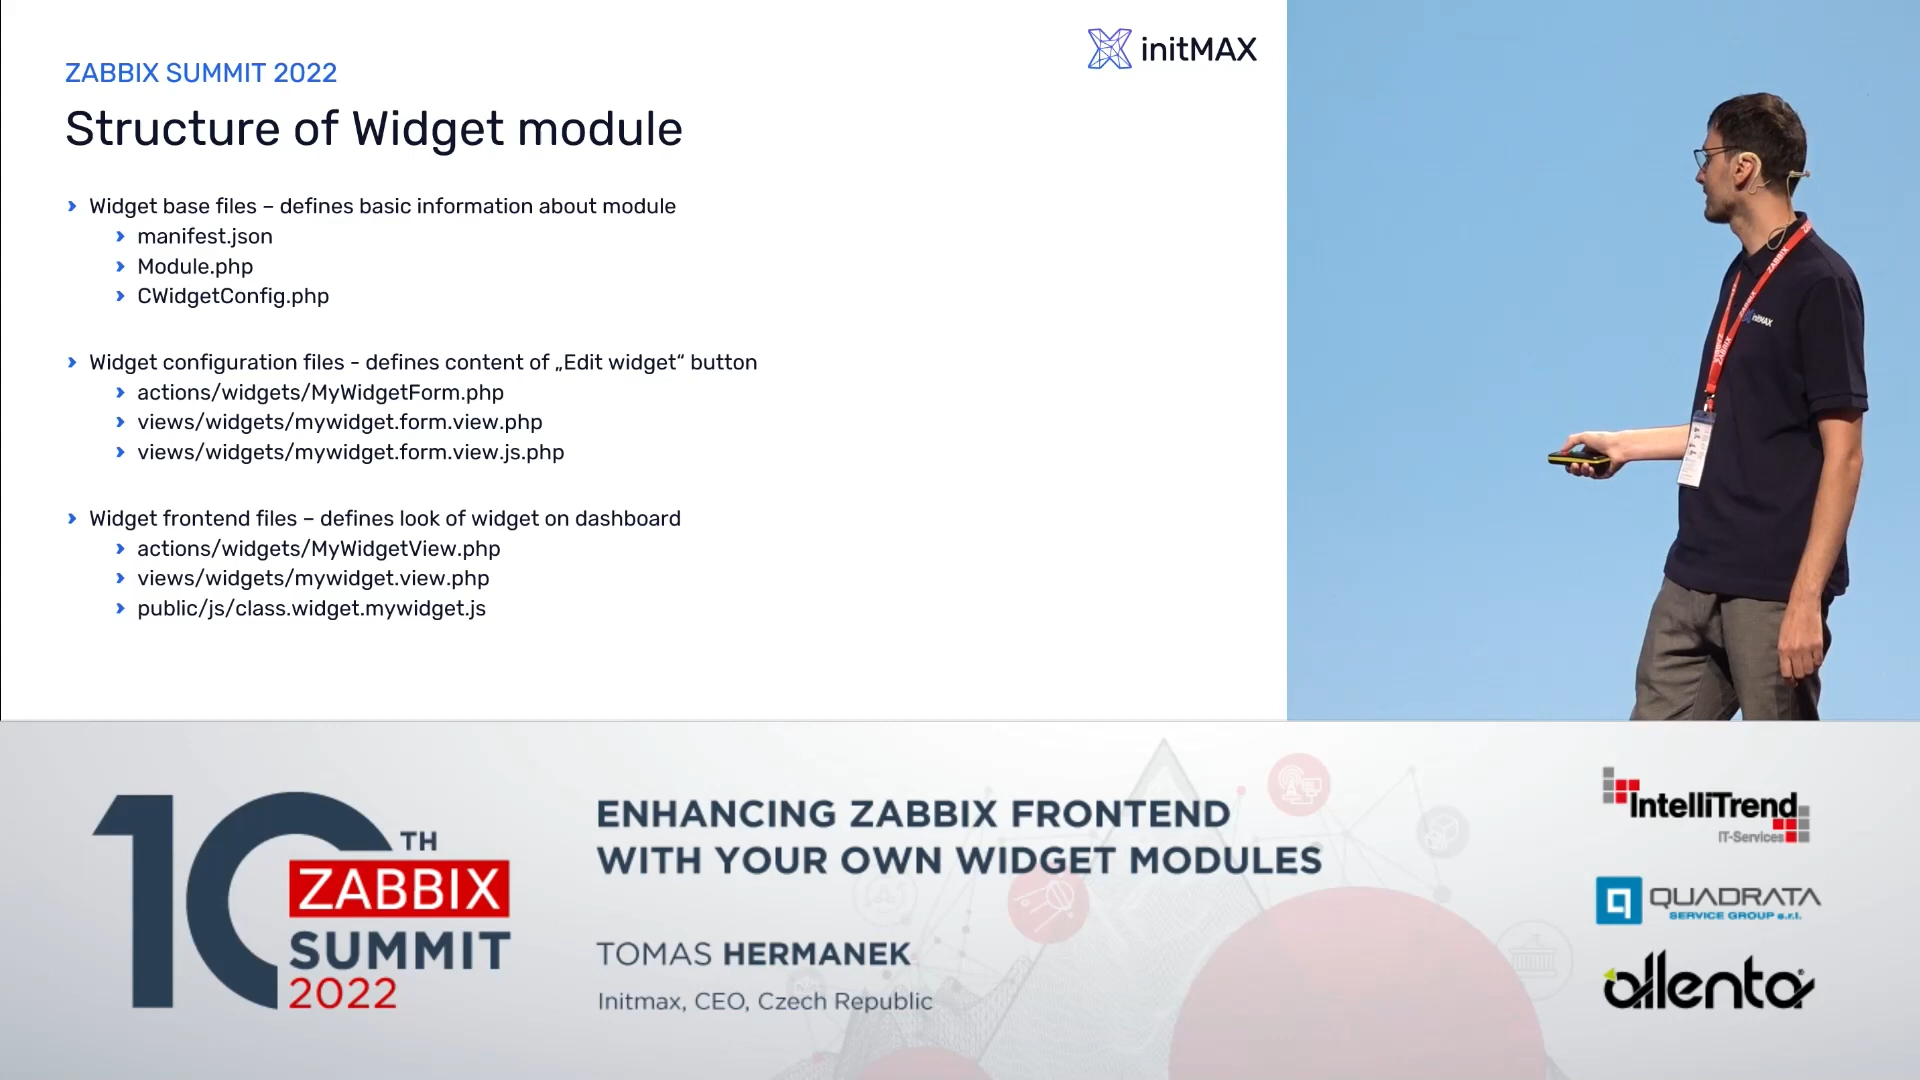 initMAX
ZABBIX SUMMIT 2022
Structure of Widget module
Widget base files – defines basic information about module
manifest.json
Module.php
CWidgetConfig.php
Widget configuration files - defines content of „Edit widget“ button
actions/widgets/MyWidgetForm.php
views/widgets/mywidget.form.view.php
views/widgets/mywidget.form.view.js.php
Widget frontend files – defines look of widget on dashboard
actions/widgets/MyWidgetView.php
views/widgets/mywidget.view.php
public/js/class.widget.mywidget.js
ZABBIX
initMAX
10TH
ZABBIX
SUMMIT
2022
ENHANCING ZABBIX FRONTEND
WITH YOUR OWN WIDGET MODULES
TOMAS HERMANEK
Initmax, CEO, Czech Republic
IntelliTrend
IT-Services
QUADRATA
SERVICE GROUP s.r.l.
allenta